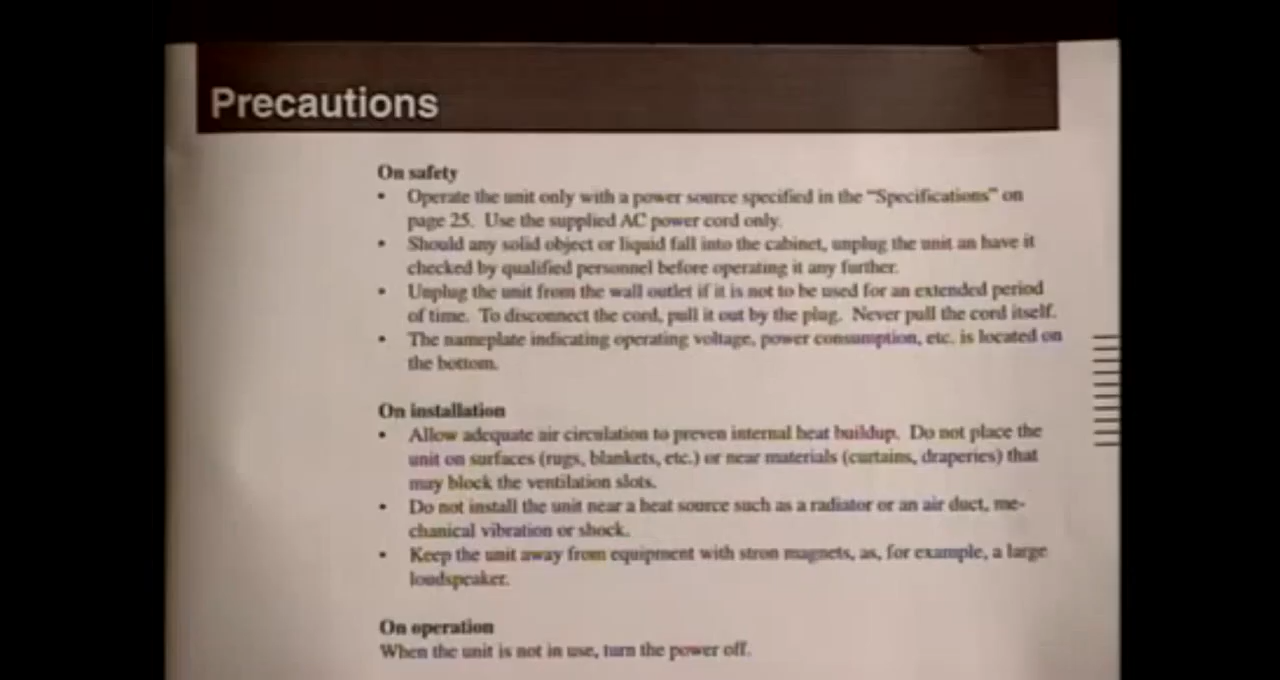 Precautions
On safety
• Operate the unit only with a power source specified in the "Specifications" on
page 25. Use the supplied AC power cord only.
• Should any solid object or liquid fall into the cabinet, unplug the unit an have it
checked by qualified personnel before operating it any further.
• Unplug the unit from the wall outlet if it is not to be used for an extended period
of time. To disconnect the cord, pull it out by the plug. Never pull the cord itself.
• The nameplate indicating operating voltage, power consumption, etc. is located on
the bottom.
On installation
• Allow adequate air circulation to preven internal heat buildup. Do not place the
unit on surfaces (rugs, blankets, etc.) or near materials (curtains, draperies) that
may block the ventilation slots.
• Do not install the unit near a heat source such as a radiator or an air duct, me-
chanical vibration or shock.
• Keep the unit away from equipment with stron magnets, as, for example, a large
loudspeaker.
On operation
When the unit is not in use, turn the power off.